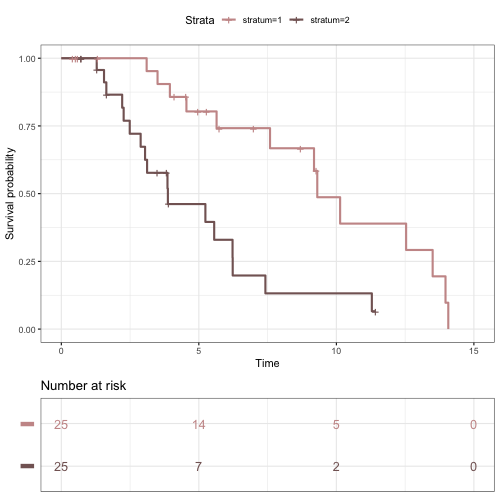 Strata stratum=1 stratum=2
Survival probability
1.00
0.75
0.50
0.25
0.00
0 5 10 15
Time
Number at risk
25 14 5 0
25 7 2 0